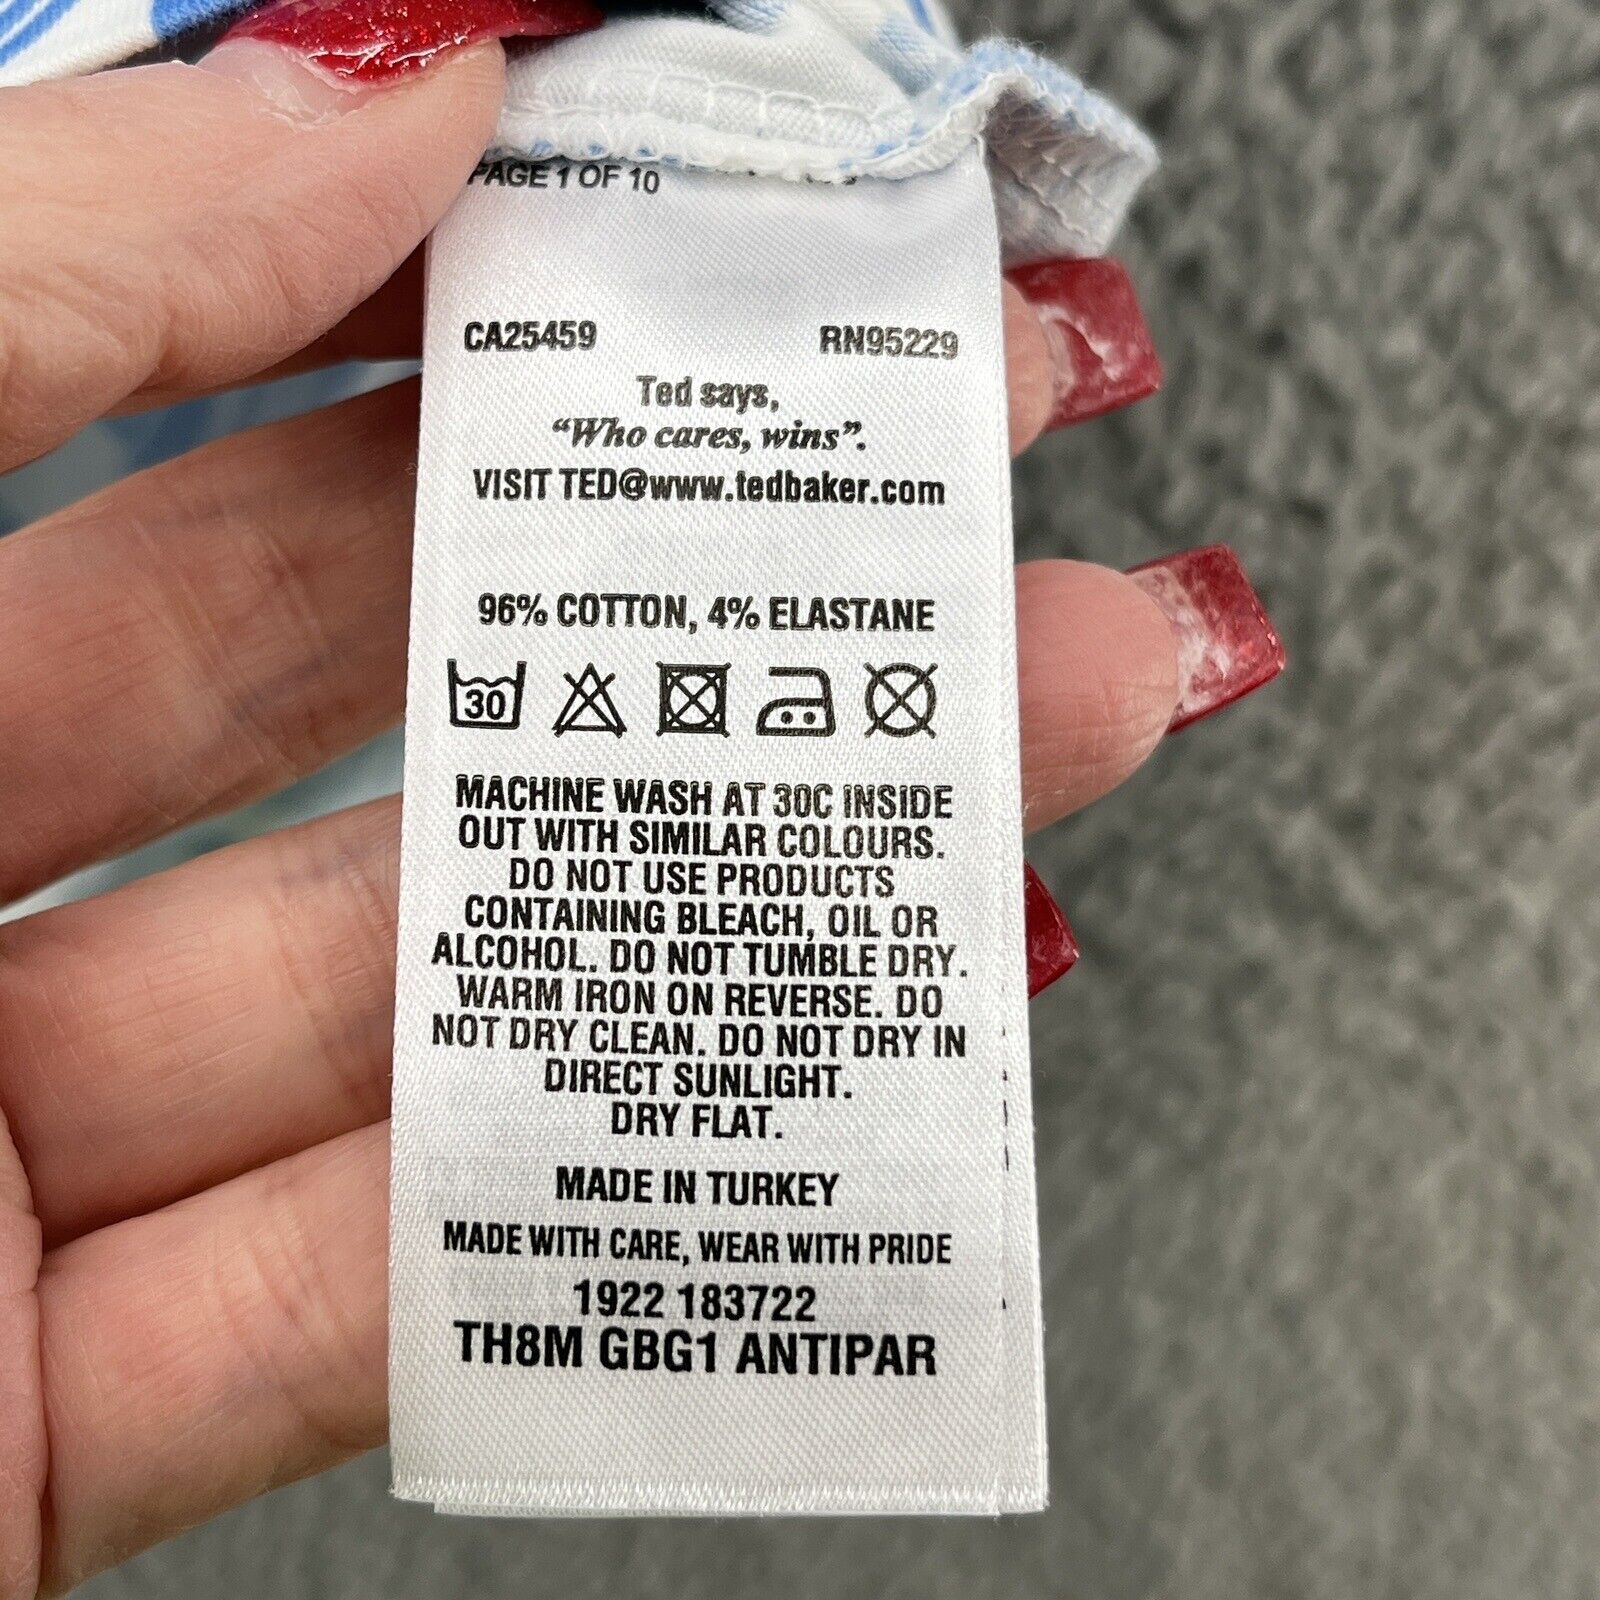 PAGE 1 OF 10
CA25459 RN95229
Ted says,
“Who cares, wins”.
VISIT TED@www.tedbaker.com
96% COTTON, 4% ELASTANE
30
MACHINE WASH AT 30C INSIDE
OUT WITH SIMILAR COLOURS.
DO NOT USE PRODUCTS
CONTAINING BLEACH, OIL OR
ALCOHOL. DO NOT TUMBLE DRY.
WARM IRON ON REVERSE. DO
NOT DRY CLEAN. DO NOT DRY IN
DIRECT SUNLIGHT.
DRY FLAT.
MADE IN TURKEY
MADE WITH CARE, WEAR WITH PRIDE
1922 183722
TH8M GBG1 ANTIPAR